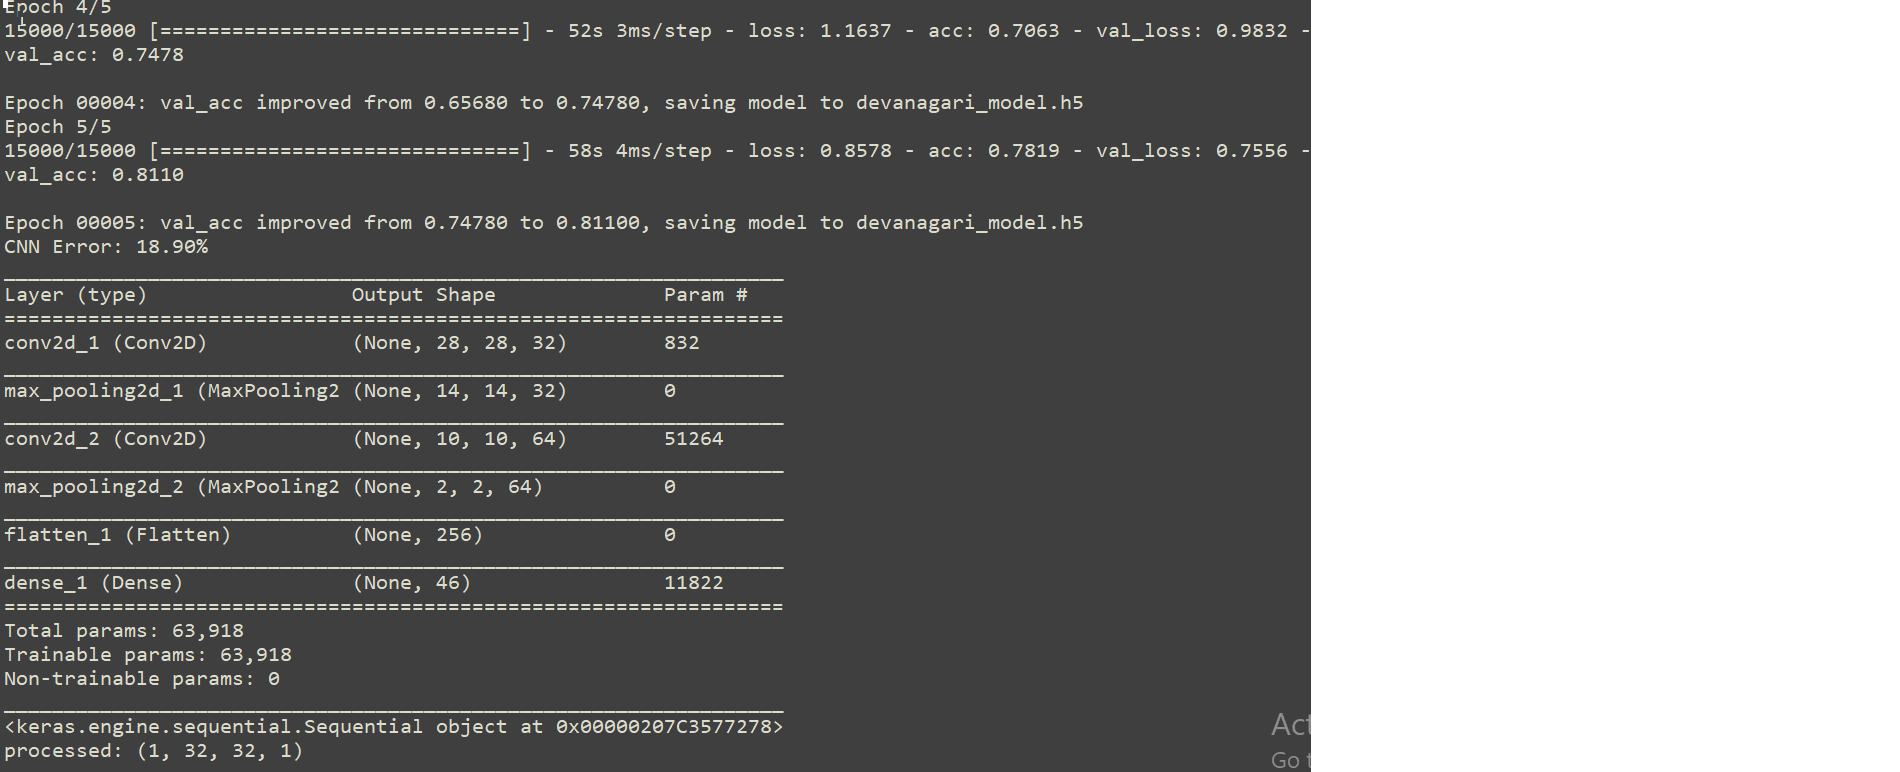 Epoch 4/5
15000/15000 [==============================] - 52s 3ms/step - loss: 1.1637 - acc: 0.7063 - val_loss: 0.9832 -
val_acc: 0.7478
Epoch 00004: val_acc improved from 0.65680 to 0.74780, saving model to devanagari_model.h5
Epoch 5/5
15000/15000 [==============================] - 58s 4ms/step - loss: 0.8578 - acc: 0.7819 - val_loss: 0.7556 -
val_acc: 0.8110
Epoch 00005: val_acc improved from 0.74780 to 0.81100, saving model to devanagari_model.h5
CNN Error: 18.90%
_________________________________________________________________
Layer (type)                 Output Shape              Param #
=================================================================
conv2d_1 (Conv2D)            (None, 28, 28, 32)        832
_________________________________________________________________
max_pooling2d_1 (MaxPooling2 (None, 14, 14, 32)        0
_________________________________________________________________
conv2d_2 (Conv2D)            (None, 10, 10, 64)        51264
_________________________________________________________________
max_pooling2d_2 (MaxPooling2 (None, 2, 2, 64)          0
_________________________________________________________________
flatten_1 (Flatten)          (None, 256)               0
_________________________________________________________________
dense_1 (Dense)              (None, 46)                11822
=================================================================
Total params: 63,918
Trainable params: 63,918
Non-trainable params: 0
_________________________________________________________________
<keras.engine.sequential.Sequential object at 0x00000207C3577278>
processed: (1, 32, 32, 1)
Act
Go t